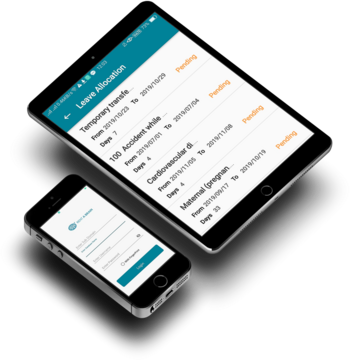 Leave Allocation
Temporary transfe...
From 2019/10/23 To 2019/10/29
Days 7
Pending
100 Accident while
From 2019/07/01 To 2019/07/04
Days 4
Pending
Cardiovascular di...
From 2019/11/05 To 2019/11/08
Days 4
Pending
Maternal (pregnan...
From 2019/09/17 To 2019/10/19
Days 33
Pending
Login